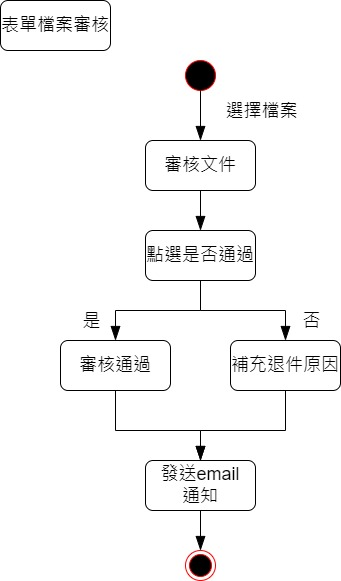 表單檔案審核
選擇檔案
審核文件
點選是否通過
是
否
審核通過
補充退件原因
發送email
通知